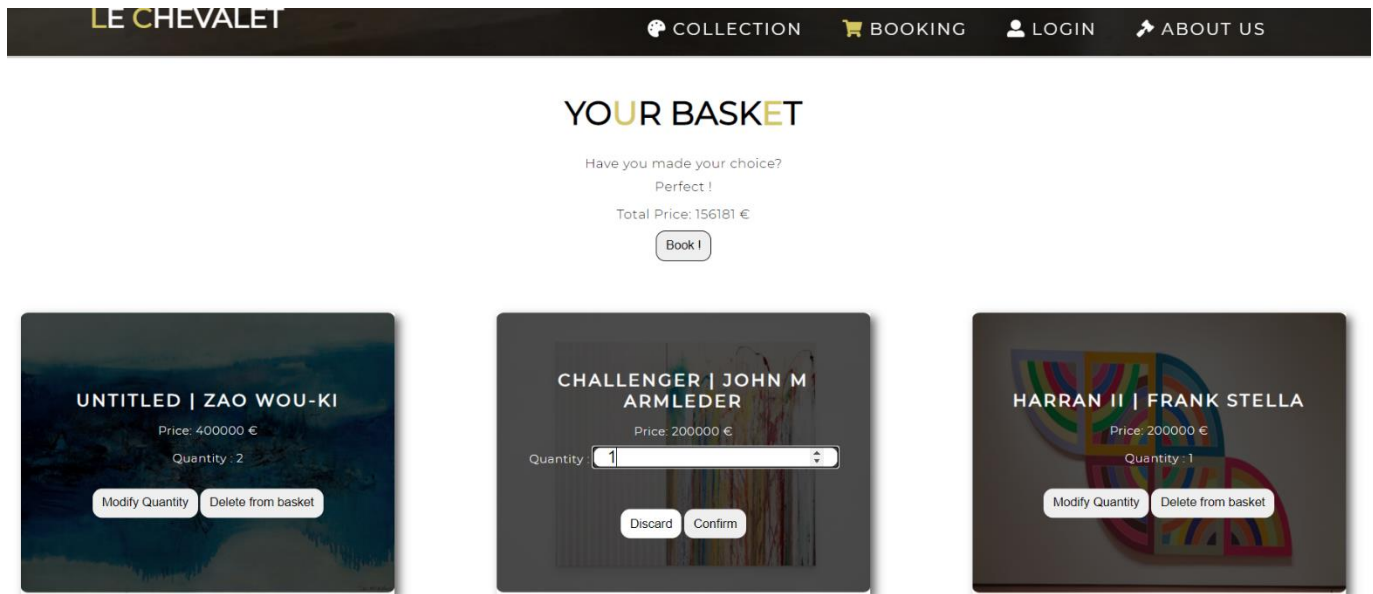 LE CHEVALET
COLLECTION
BOOKING
LOGIN
ABOUT US
YOUR BASKET
Have you made your choice?
Perfect !
Total Price: 156181 €
Book !
UNTITLED | ZAO WOU-KI
Price: 400000 €
Quantity : 2
Modify Quantity
Delete from basket
CHALLENGER | JOHN M
ARMLEDER
Price: 200000 €
Quantity : 1
Discard
Confirm
HARRAN II | FRANK STELLA
Price: 200000 €
Quantity : 1
Modify Quantity
Delete from basket